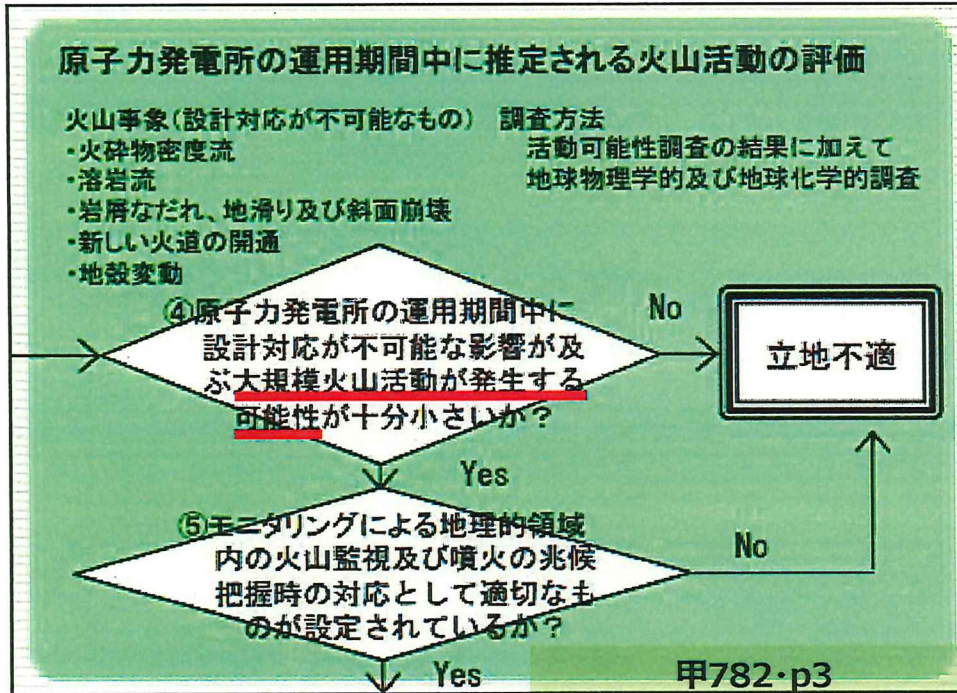 原子力発電所の運用期間中に推定される火山活動の評価
火山事象(設計対応が不可能なもの)
・火砕物密度流
・溶岩流
・岩屑なだれ、地滑り及び斜面崩壊
・新しい火道の開通
・地殻変動
調査方法
活動可能性調査の結果に加えて
地球物理学的及び地球化学的調査
④原子力発電所の運用期間中に
設計対応が不可能な影響が及
ぶ大規模火山活動が発生する
可能性が十分小さいか?
No
立地不適
Yes
⑤モニタリングによる地理的領域
内の火山監視及び噴火の兆候
把握時の対応として適切なも
のが設定されているか?
No
Yes
甲782・p3